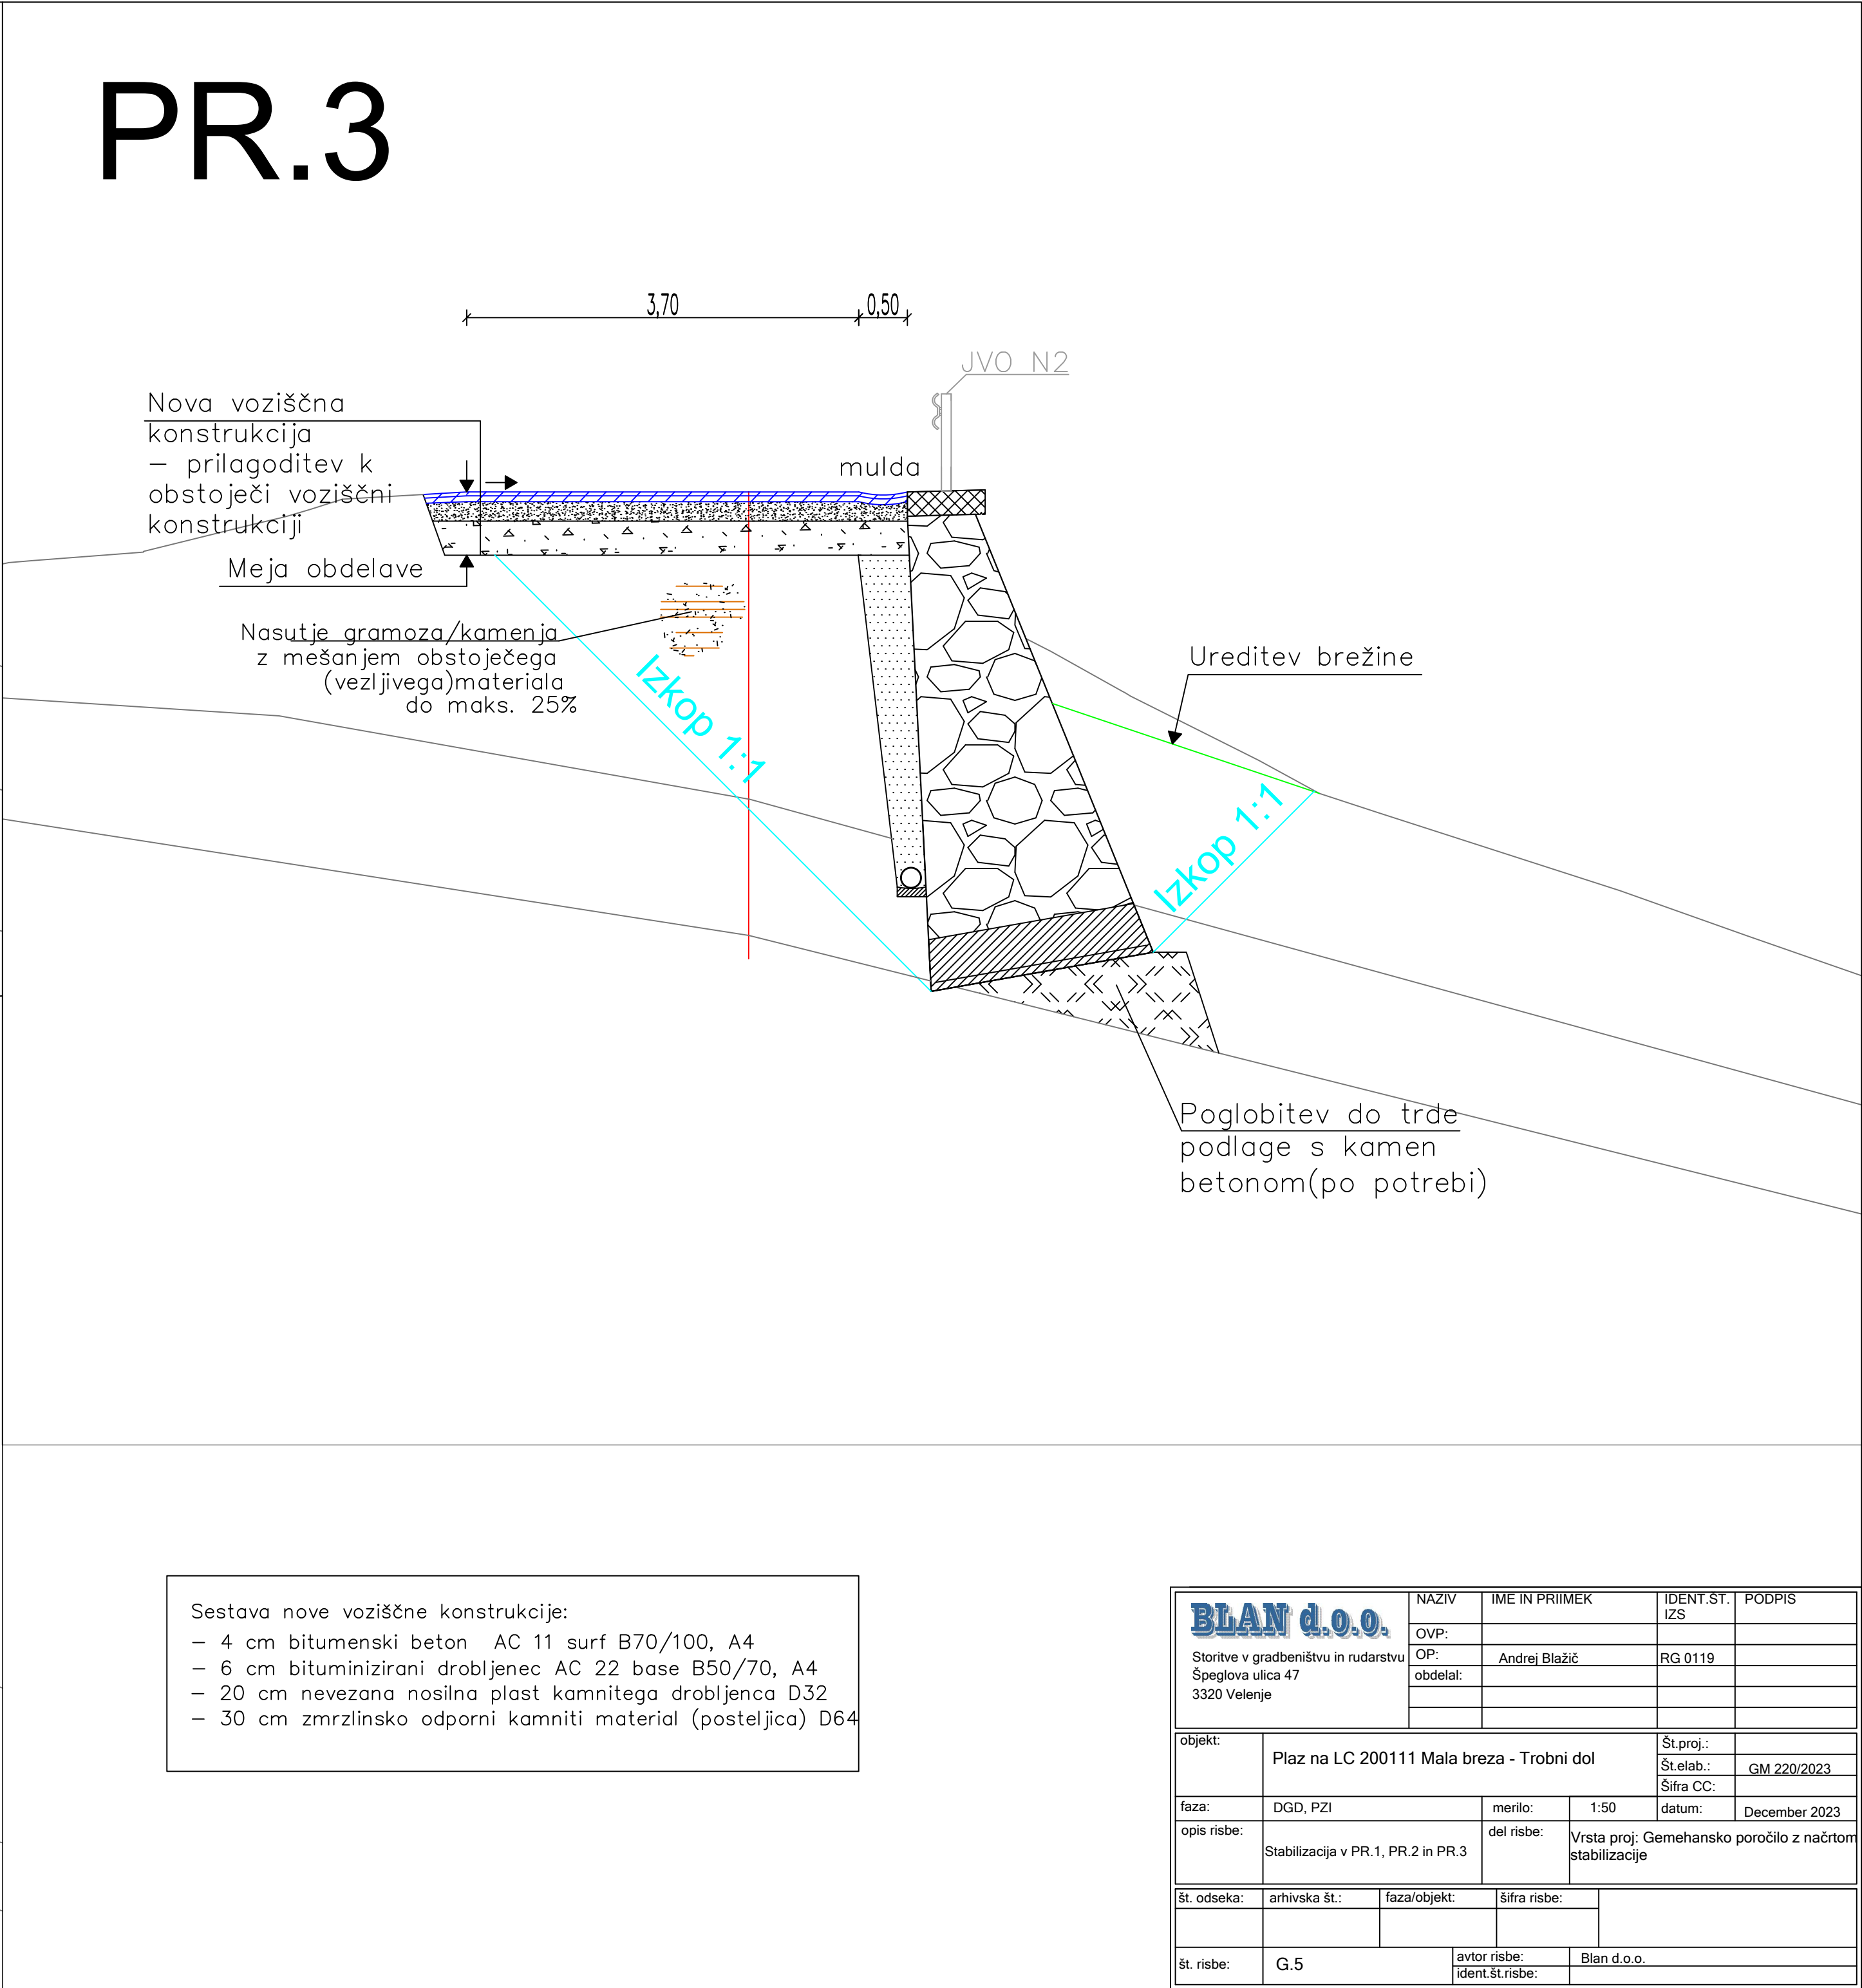 PR.3
3,70
0,50
JVO N2
Nova voziščna
konstrukcija
– prilagoditev k
obstoječi voziščni
konstrukciji
mulda
Meja obdelave
Nasutje gramoza/kamenja
z mešanjem obstoječega
(vezljivega)materiala
do maks. 25%
Izkop 1:1
Ureditev brežine
Izkop 1:1
Poglobitev do trde
podlage s kamen
betonom(po potrebi)
Sestava nove voziščne konstrukcije:
– 4 cm bitumenski beton AC 11 surf B70/100, A4
– 6 cm bituminizirani drobljenec AC 22 base B50/70, A4
– 20 cm nevezana nosilna plast kamnitega drobljenca D32
– 30 cm zmrzlinsko odporni kamniti material (posteljica) D64
BLAN d.o.o.
Storitve v gradbeništvu in rudarstvu
Špeglova ulica 47
3320 Velenje
NAZIV IME IN PRIIMEK IDENT.ŠT. IZS PODPIS
OVP:
OP: Andrej Blažič RG 0119
obdelal:
objekt: Plaz na LC 200111 Mala breza - Trobni dol
Št.proj.:
Št.elab.: GM 220/2023
Šifra CC:
faza: DGD, PZI merilo: 1:50 datum: December 2023
opis risbe: Stabilizacija v PR.1, PR.2 in PR.3
del risbe: Vrsta proj: Gemehansko poročilo z načrtom
stabilizacije
št. odseka: arhivska št.: faza/objekt: šifra risbe:
št. risbe: G.5
avtor risbe: Blan d.o.o.
ident.št.risbe: